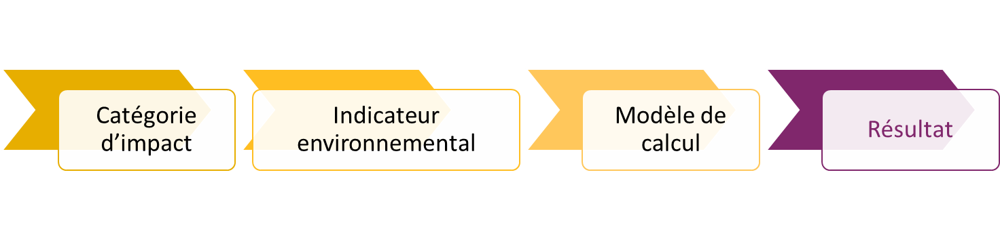 Catégorie
d’impact
Indicateur
environnemental
Modèle de
calcul
Résultat